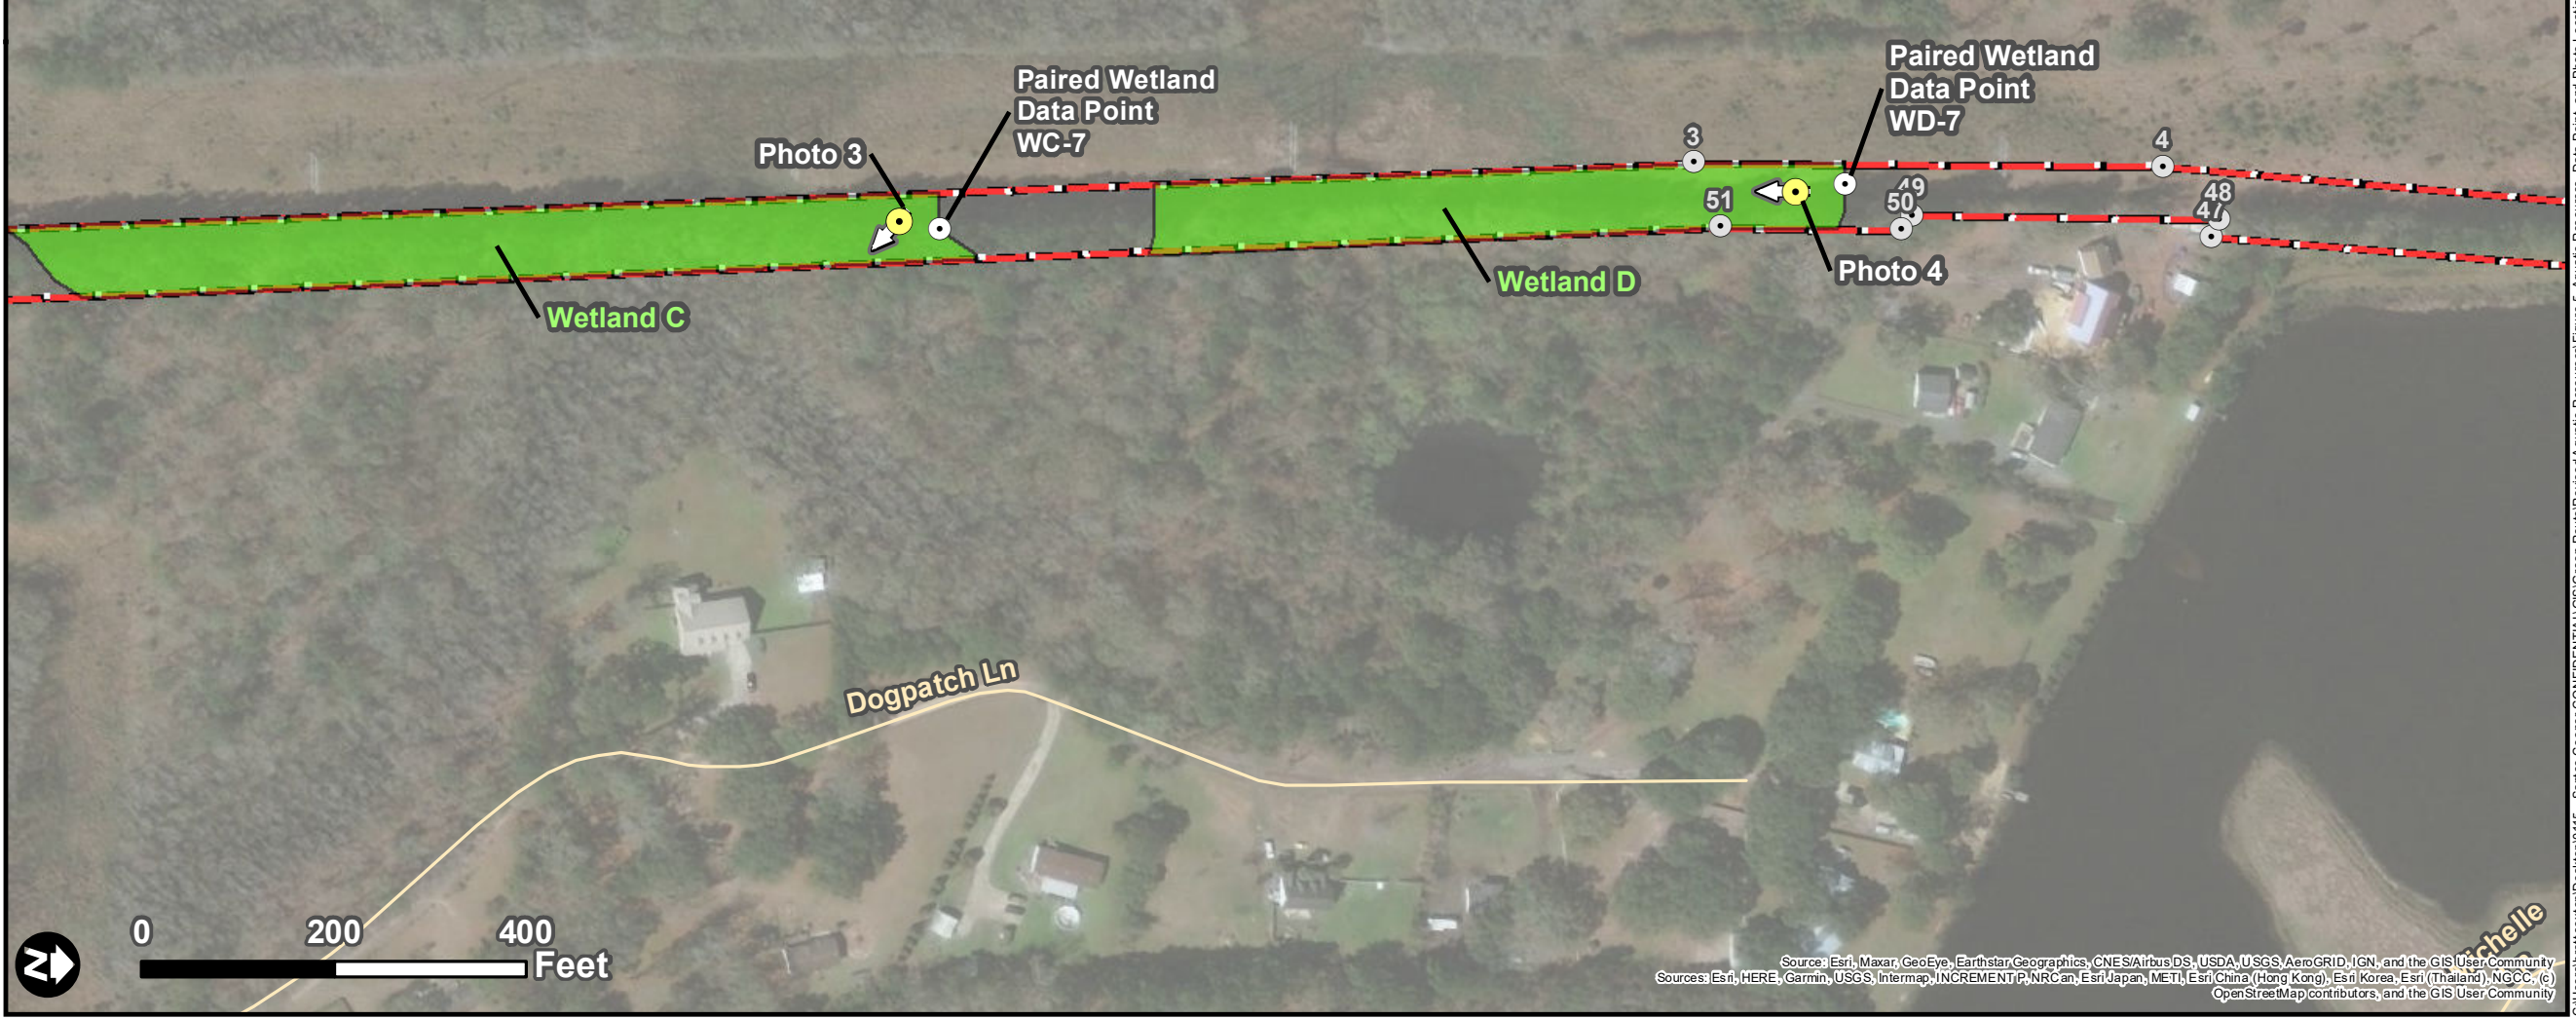 Paired Wetland
Data Point
WC-7
Photo 3
Paired Wetland
Data Point
WD-7
3
4
51
49
50
48
47
Photo 4
Wetland D
Wetland C
Dogpatch Ln
0 200 400
Feet
N
Source: Esri, Maxar, GeoEye, Earthstar Geographics, CNES/Airbus DS, USDA, USGS, AeroGRID, IGN, and the GIS User Community
Sources: Esri, HERE, Garmin, USGS, Intermap, INCREMENT P, NRCan, Esri Japan, METI, Esri China (Hong Kong), Esri Korea, Esri (Thailand), NGCC, (c)
OpenStreetMap contributors, and the GIS User Community